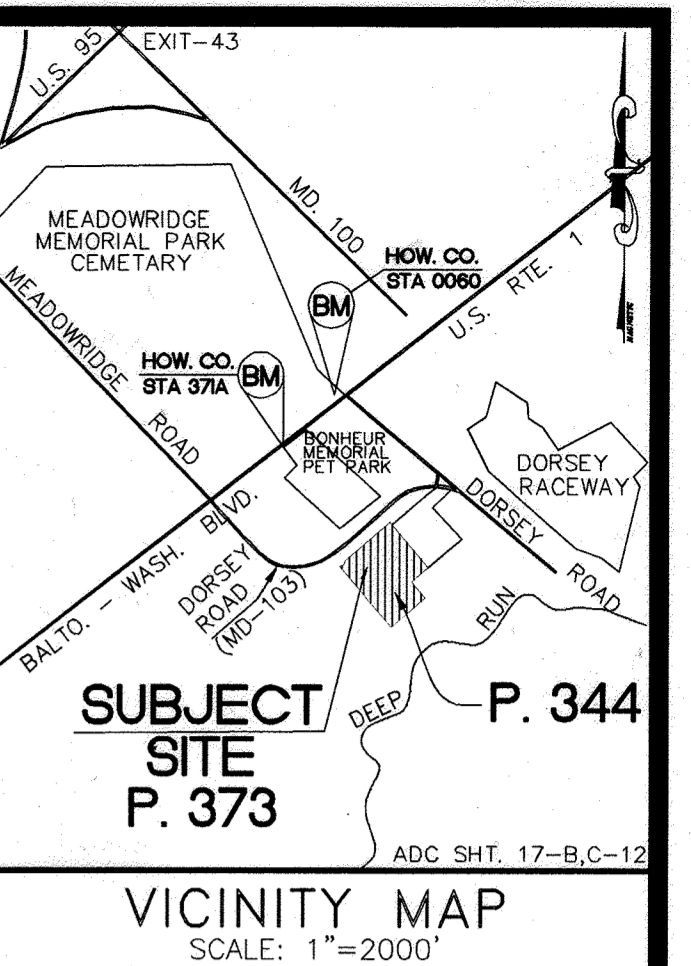 U.S. 95
EXIT-43
MD. 100
MEADOWRIDGE
MEMORIAL PARK
CEMETARY
HOW. CO.
STA 0060
BM
U.S. RTE. 1
MAGNETIC
MEADOWRIDGE ROAD
HOW. CO.
STA 371A
BM
BONHEUR
MEMORIAL
PET PARK
DORSEY
RACEWAY
DORSEY ROAD
BALTO. - WASH. BLVD.
DORSEY
ROAD
(MD-103)
DEEP RUN
SUBJECT
SITE
P. 373
P. 344
ADC SHT. 17-B,C-12
VICINITY MAP
SCALE: 1"=2000'